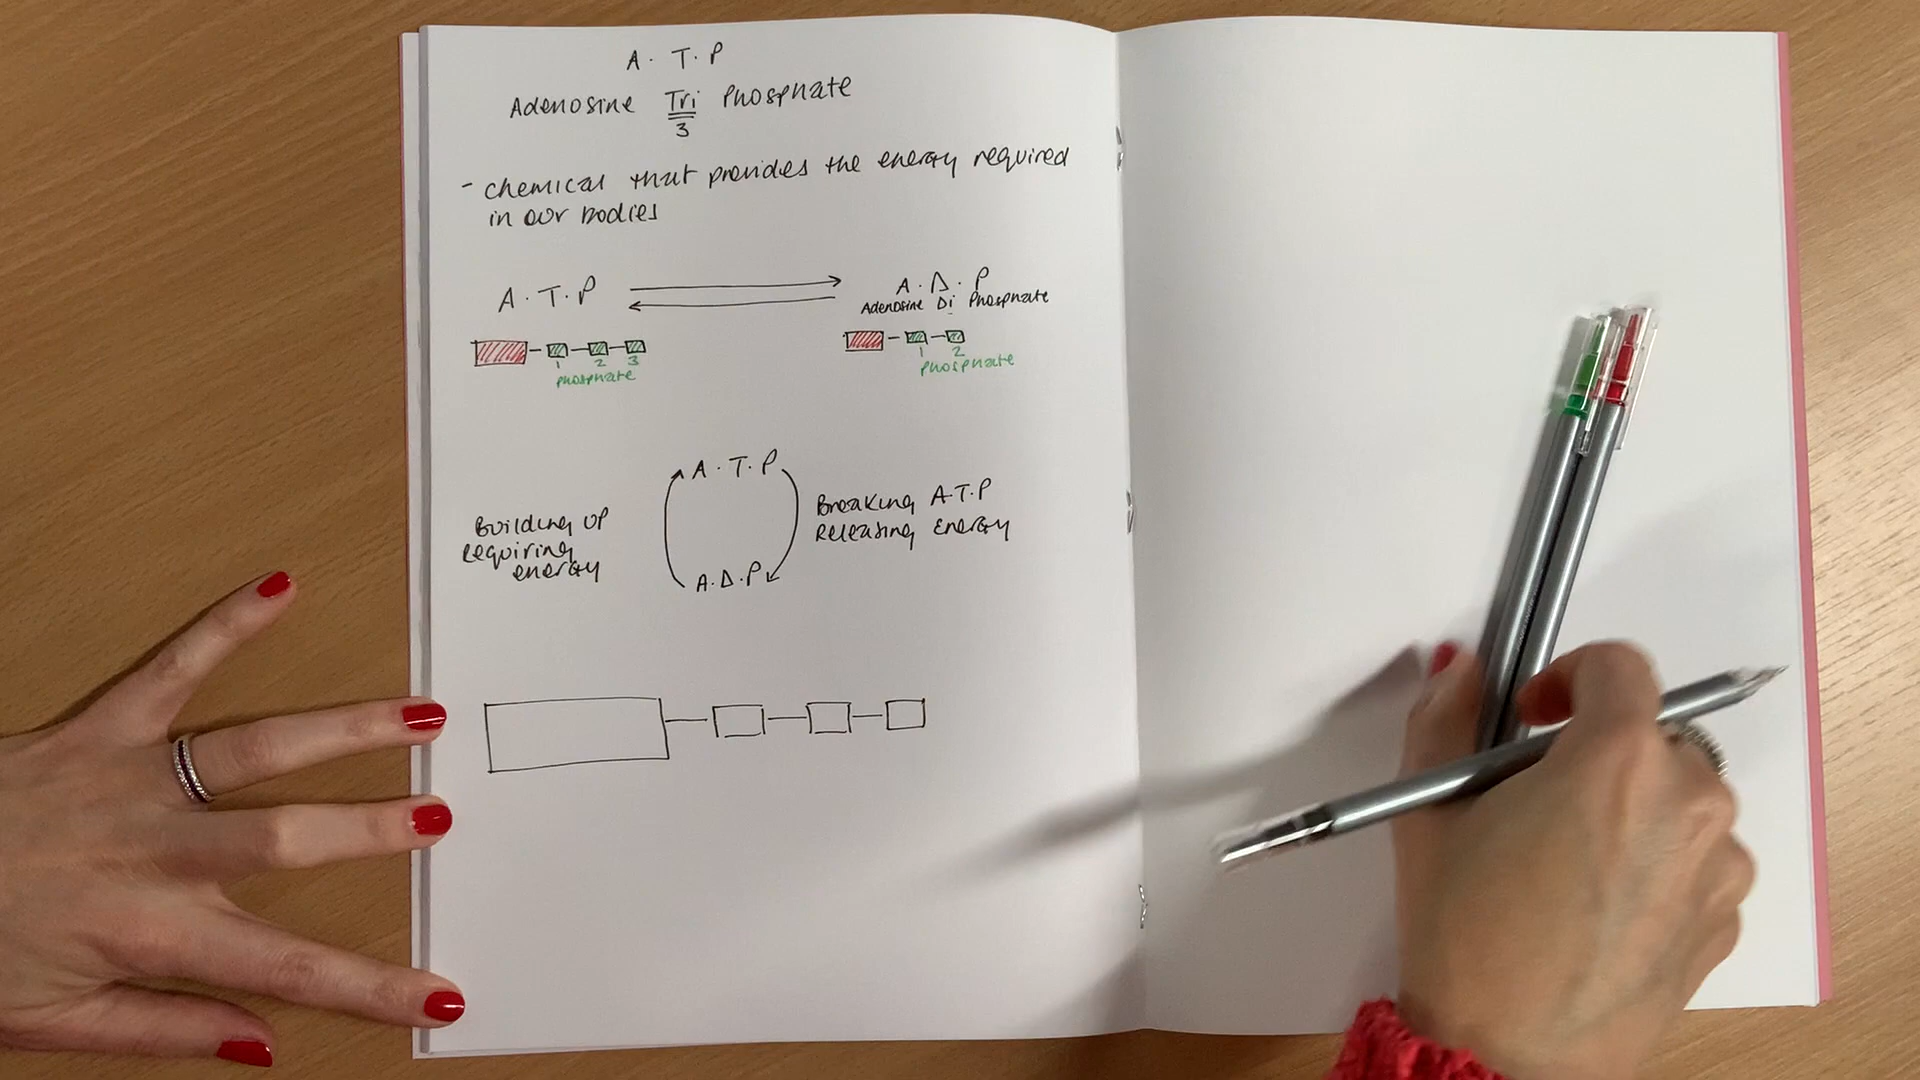 A. T. P
Adenosine Tri Phosphate
3
- chemical that provides the energy required
in our bodies
A. T. P
A. D. P
Adenosine Di Phosphate
1 2 3
phosphate
1 2
phosphate
A. T. P
Building up
requiring
energy
Breaking A.T.P
Releasing Energy
A. D. P